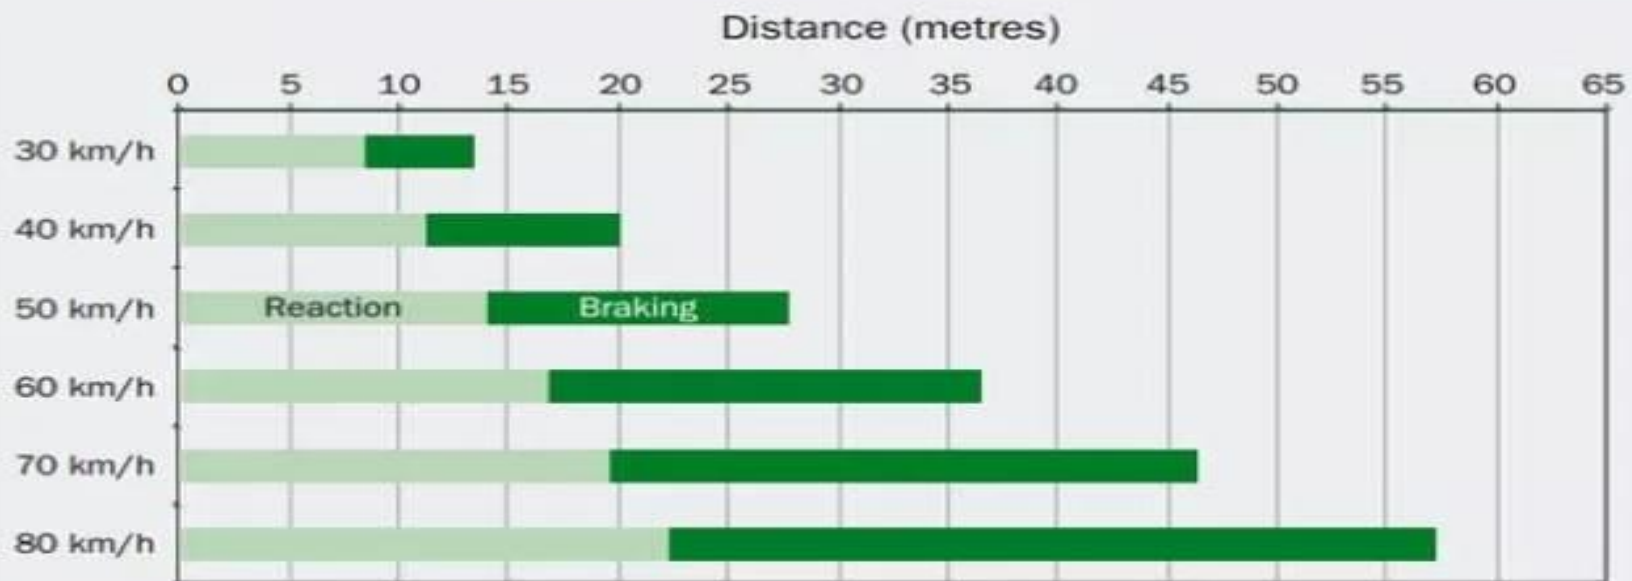 Distance (metres)
0 5 10 15 20 25 30 35 40 45 50 55 60 65
30 km/h
40 km/h
50 km/h Reaction Braking
60 km/h
70 km/h
80 km/h